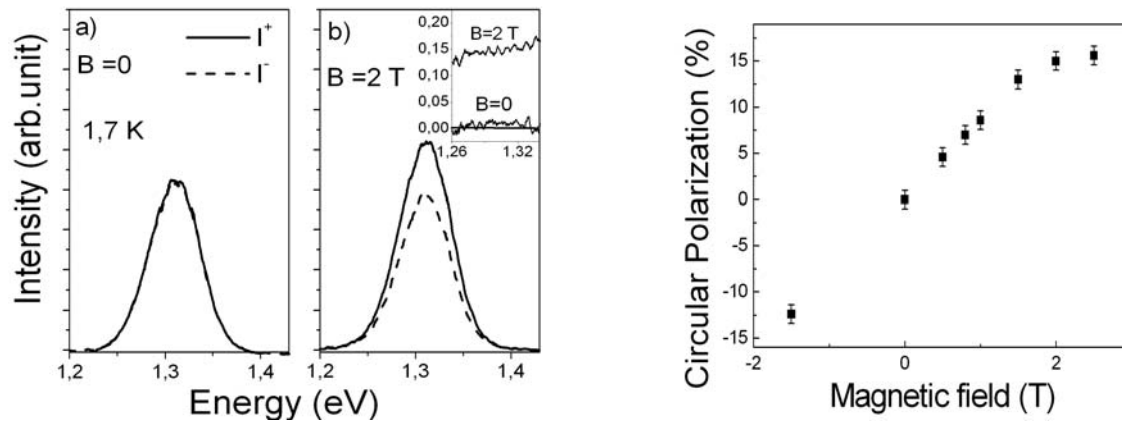 a)
I⁺
I⁻
B =0
1,7 K
Intensity (arb.unit)
1,2
1,3
1,4
b)
B =2 T
0,20
0,15
0,10
0,05
0,00
B=2 T
B=0
1,26
1,32
1,2
1,3
1,4
Energy (eV)
Circular Polarization (%)
15
10
5
0
-5
-10
-15
-2
0
2
Magnetic field (T)